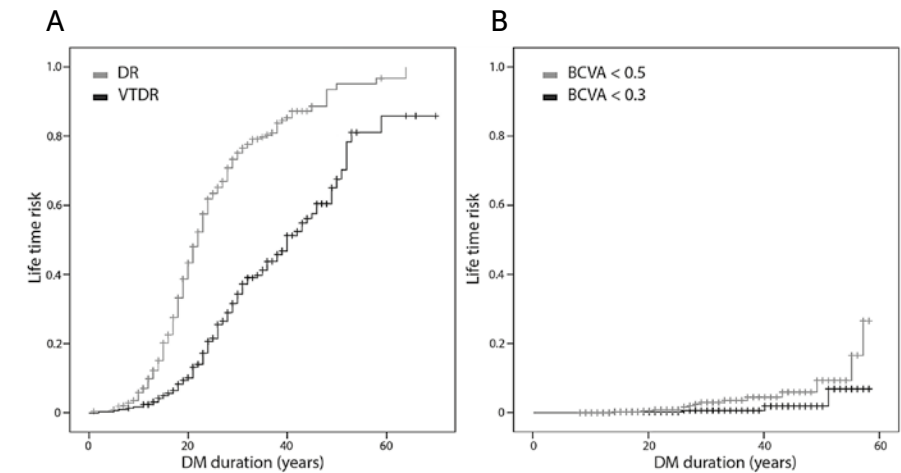 A
DR
VTDR
Life time risk
1.0
0.8
0.6
0.4
0.2
0
0 20 40 60
DM duration (years)
B
BCVA < 0.5
BCVA < 0.3
Life time risk
1.0
0.8
0.6
0.4
0.2
0
0 20 40 60
DM duration (years)